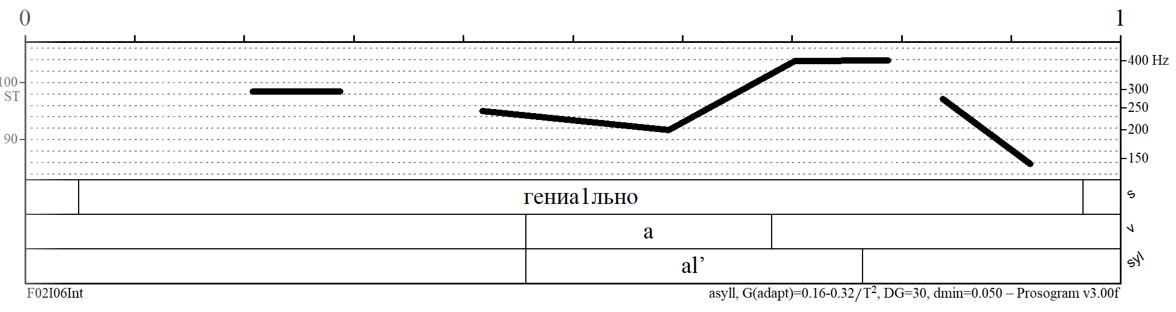 0 1
100
ST
90
400 Hz
300
250
200
150
гениа1льно
s
a
v
al’
syl
F02I06Int
asyll, G(adapt)=0.16-0.32/T², DG=30, dmin=0.050 – Prosogram v3.00f